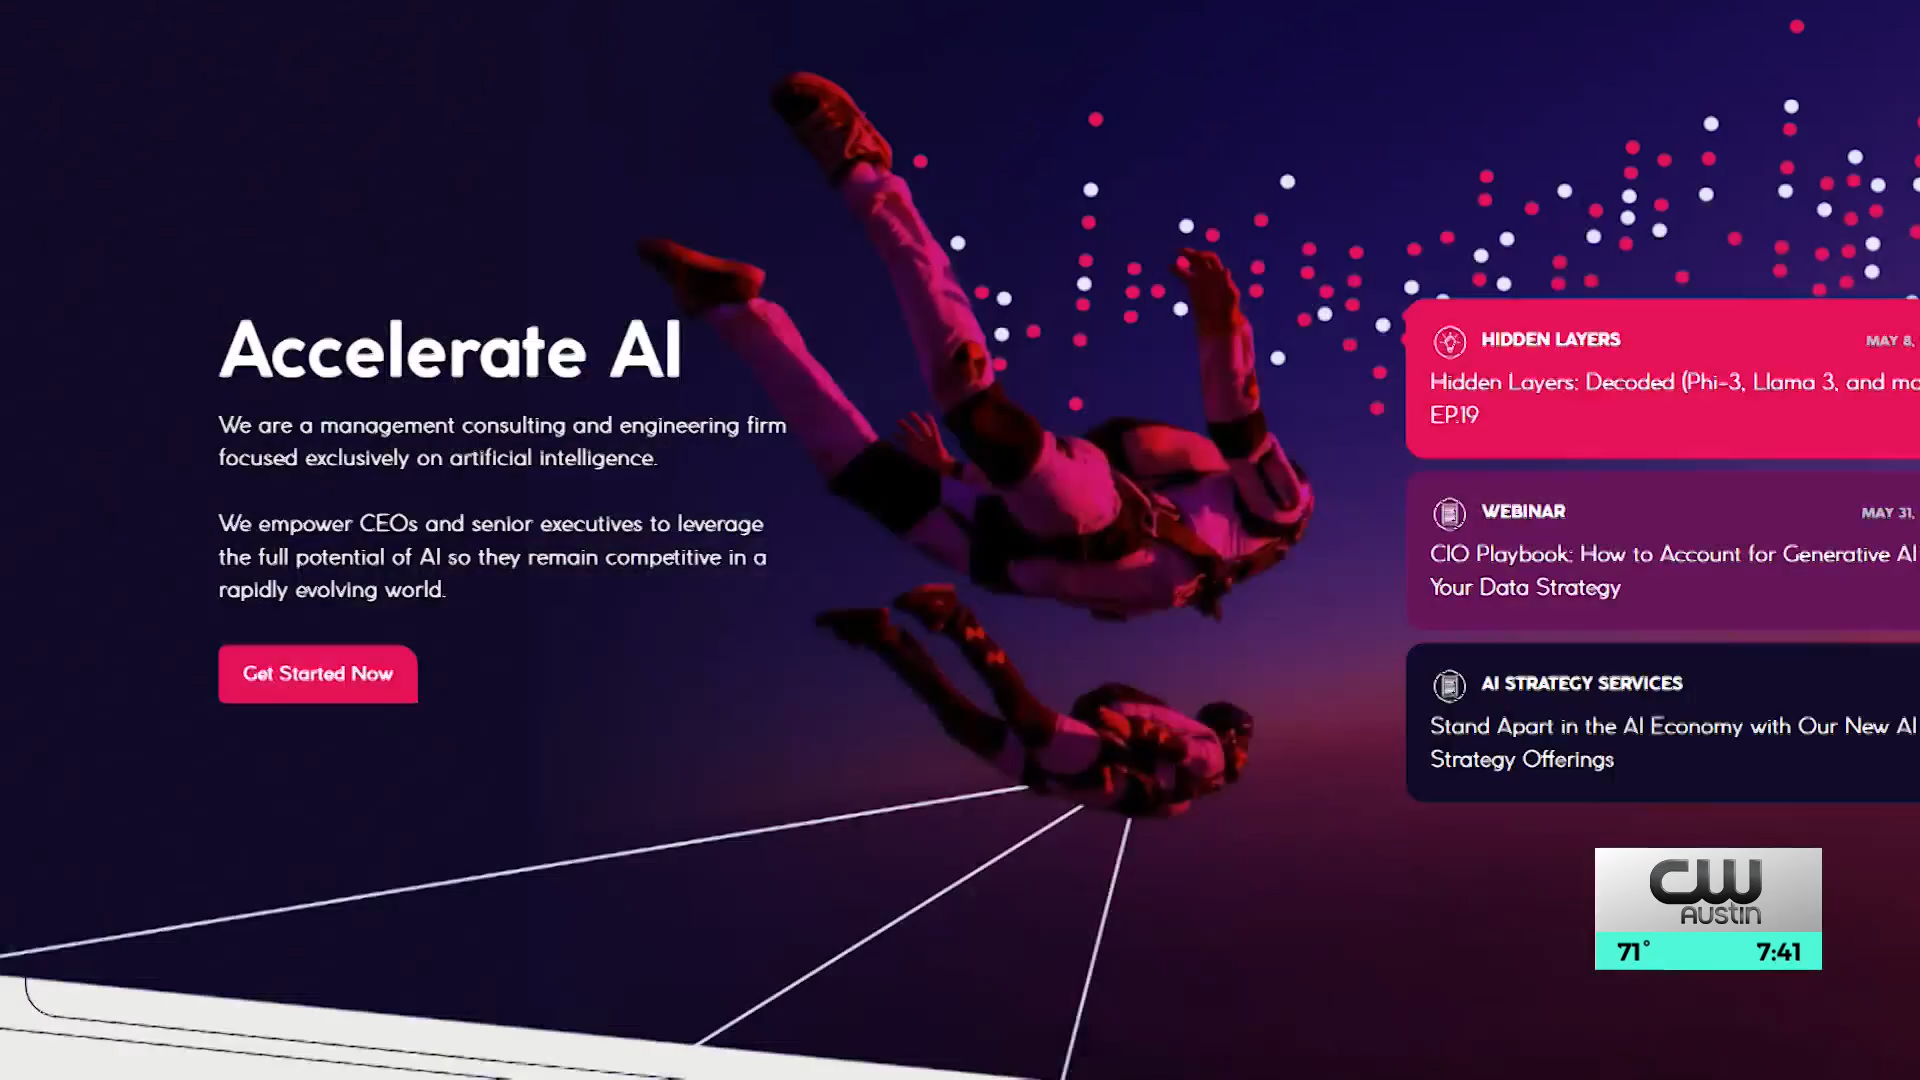 Accelerate AI
We are a management consulting and engineering firm
focused exclusively on artificial intelligence.
We empower CEOs and senior executives to leverage
the full potential of AI so they remain competitive in a
rapidly evolving world.
Get Started Now
HIDDEN LAYERS
MAY 8,
Hidden Layers: Decoded (Phi-3, Llama 3, and mo
EP.19
WEBINAR
MAY 31,
CIO Playbook: How to Account for Generative AI
Your Data Strategy
AI STRATEGY SERVICES
Stand Apart in the AI Economy with Our New AI
Strategy Offerings
CW
AUSTIN
71° 7:41